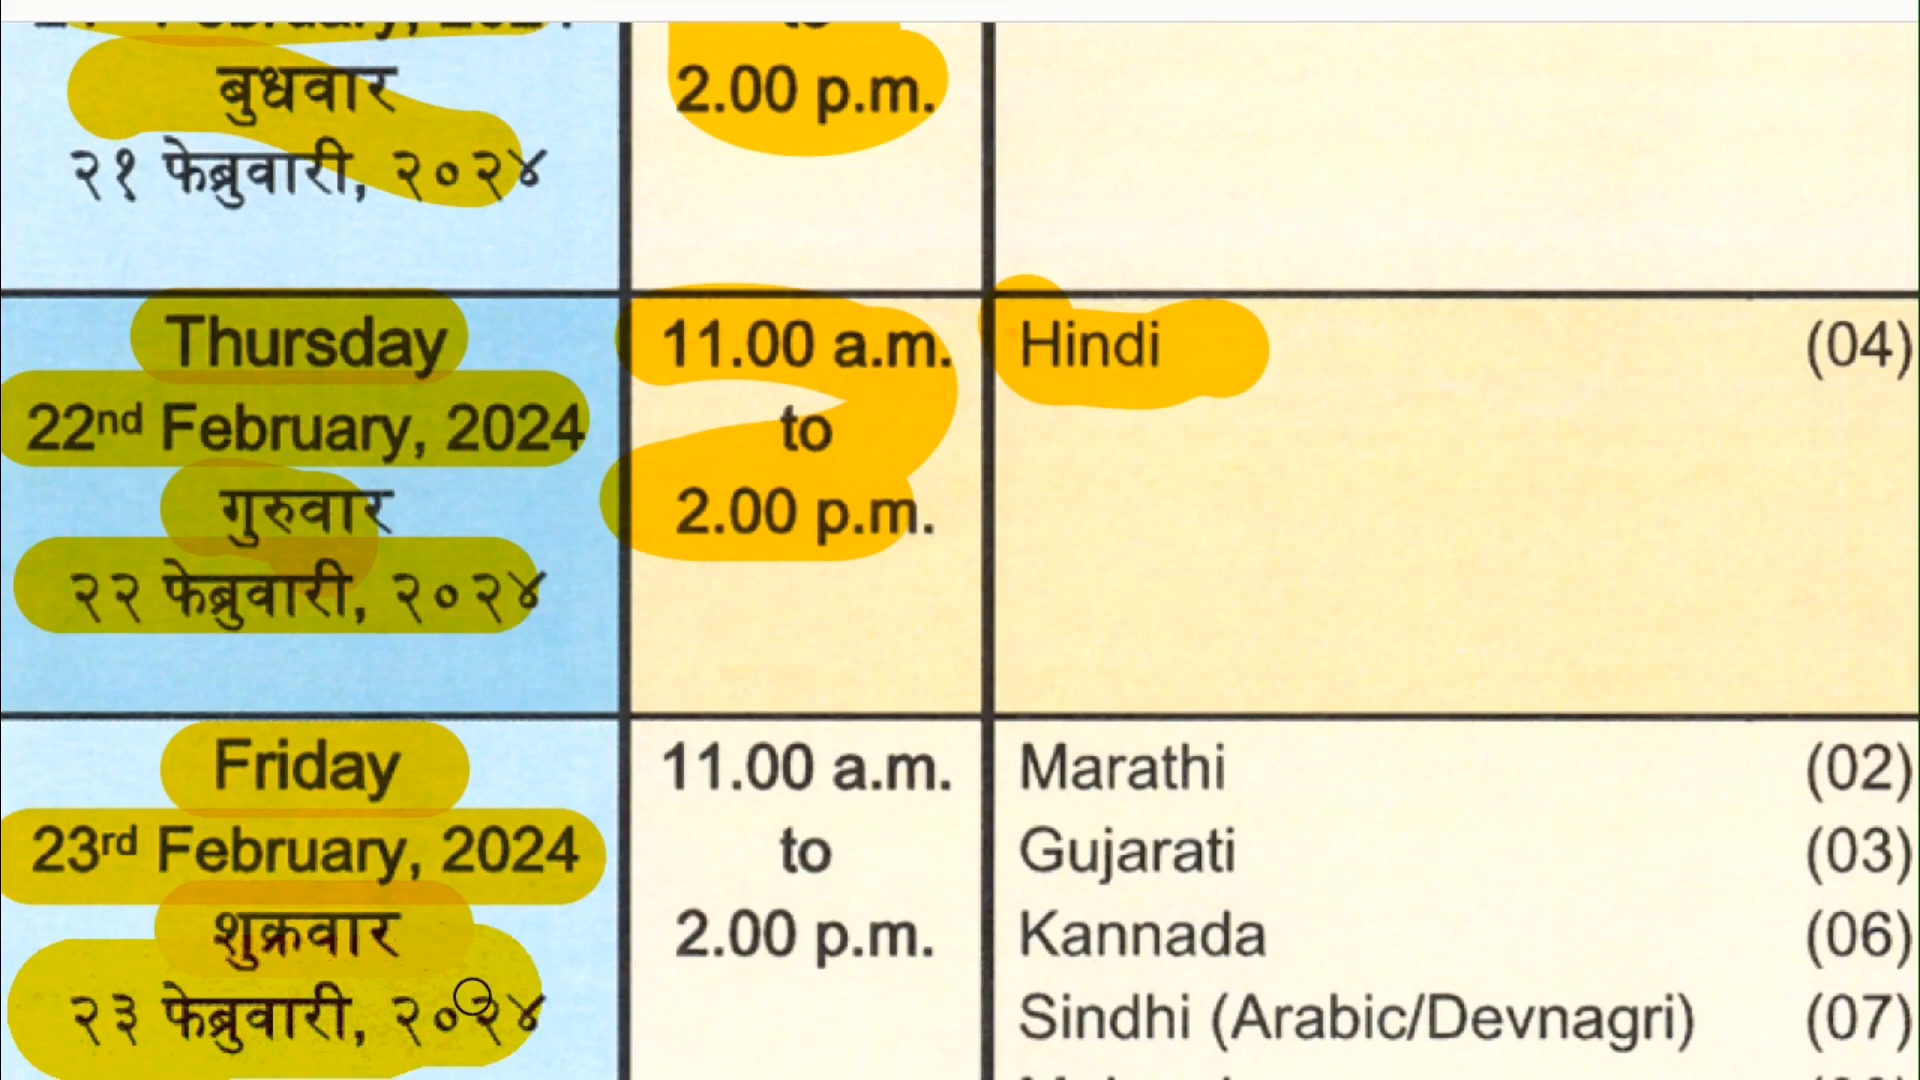 बुधवार
2.00 p.m.
२१ फेब्रुवारी, २०२४
Thursday
11.00 a.m.
Hindi
(04)
22nd February, 2024
to
गुरुवार
2.00 p.m.
२२ फेब्रुवारी, २०२४
Friday
11.00 a.m.
Marathi
(02)
23rd February, 2024
to
Gujarati
(03)
शुक्रवार
2.00 p.m.
Kannada
(06)
२३ फेब्रुवारी, २०२४
Sindhi (Arabic/Devnagri)
(07)